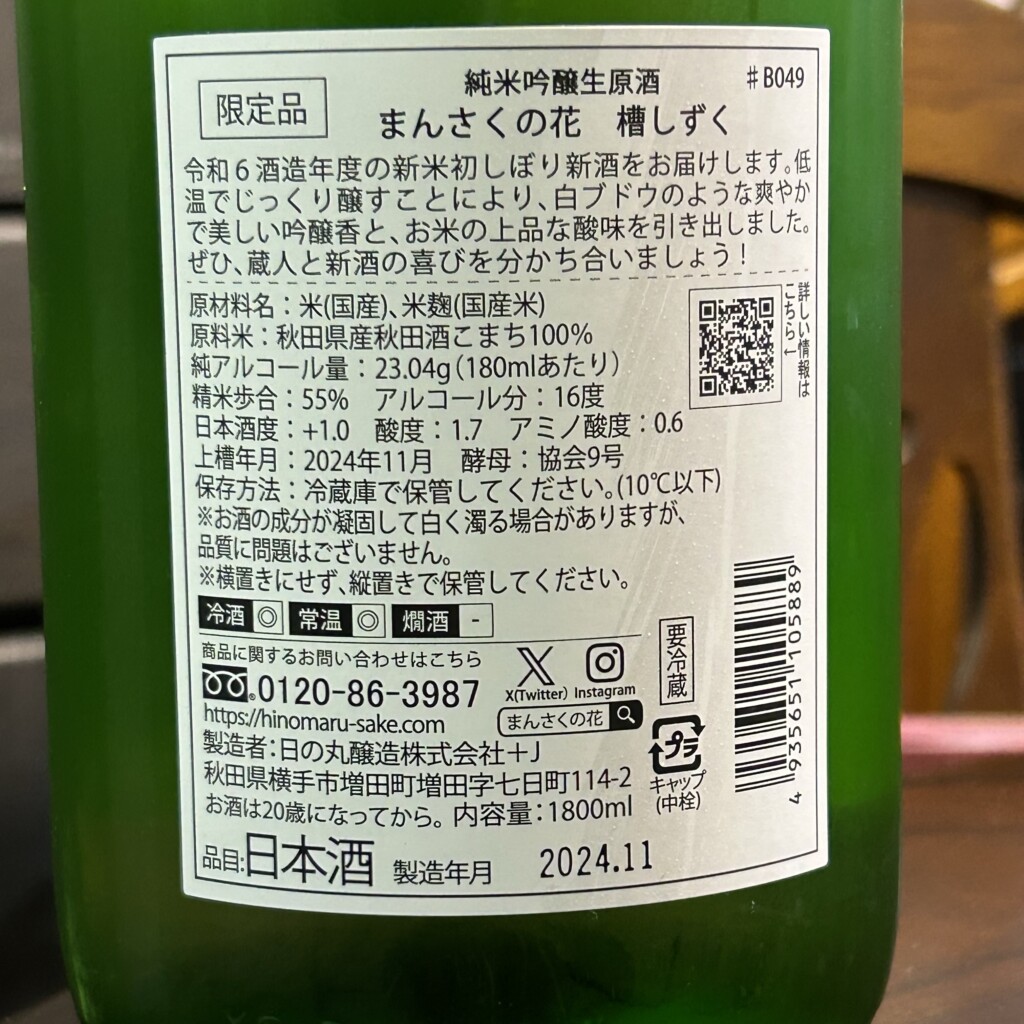 限定品
純米吟醸生原酒
#B049
まんさくの花 槽しずく
令和6酒造年度の新米初しぼり新酒をお届けします。低
温でじっくり醸すことにより、白ブドウのような爽やか
で美しい吟醸香と、お米の上品な酸味を引き出しました。
ぜひ、蔵人と新酒の喜びを分かち合いましょう!
原材料名:米(国産)、米麹(国産米)
原料米:秋田県産秋田酒こまち100%
純アルコール量:23.04g(180mlあたり)
精米歩合:55% アルコール分:16度
日本酒度:+1.0 酸度:1.7 アミノ酸度:0.6
上槽年月:2024年11月 酵母:協会9号
保存方法:冷蔵庫で保管してください。(10℃以下)
※お酒の成分が凝固して白く濁る場合がありますが、
品質に問題はございません。
※横置きにせず、縦置きで保管してください。
詳しい情報は
こちら↓
冷酒 ◎ 常温 ◎ 燗酒 -
商品に関するお問い合わせはこちら
0120-86-3987
https://hinomaru-sake.com
X(Twitter) Instagram
まんさくの花
要冷蔵
製造者:日の丸醸造株式会社+J
秋田県横手市増田町増田字七日町114-2
お酒は20歳になってから。 内容量:1800ml
プラ
キャップ
(中栓)
4 935651 105889
品目:日本酒 製造年月 2024.11